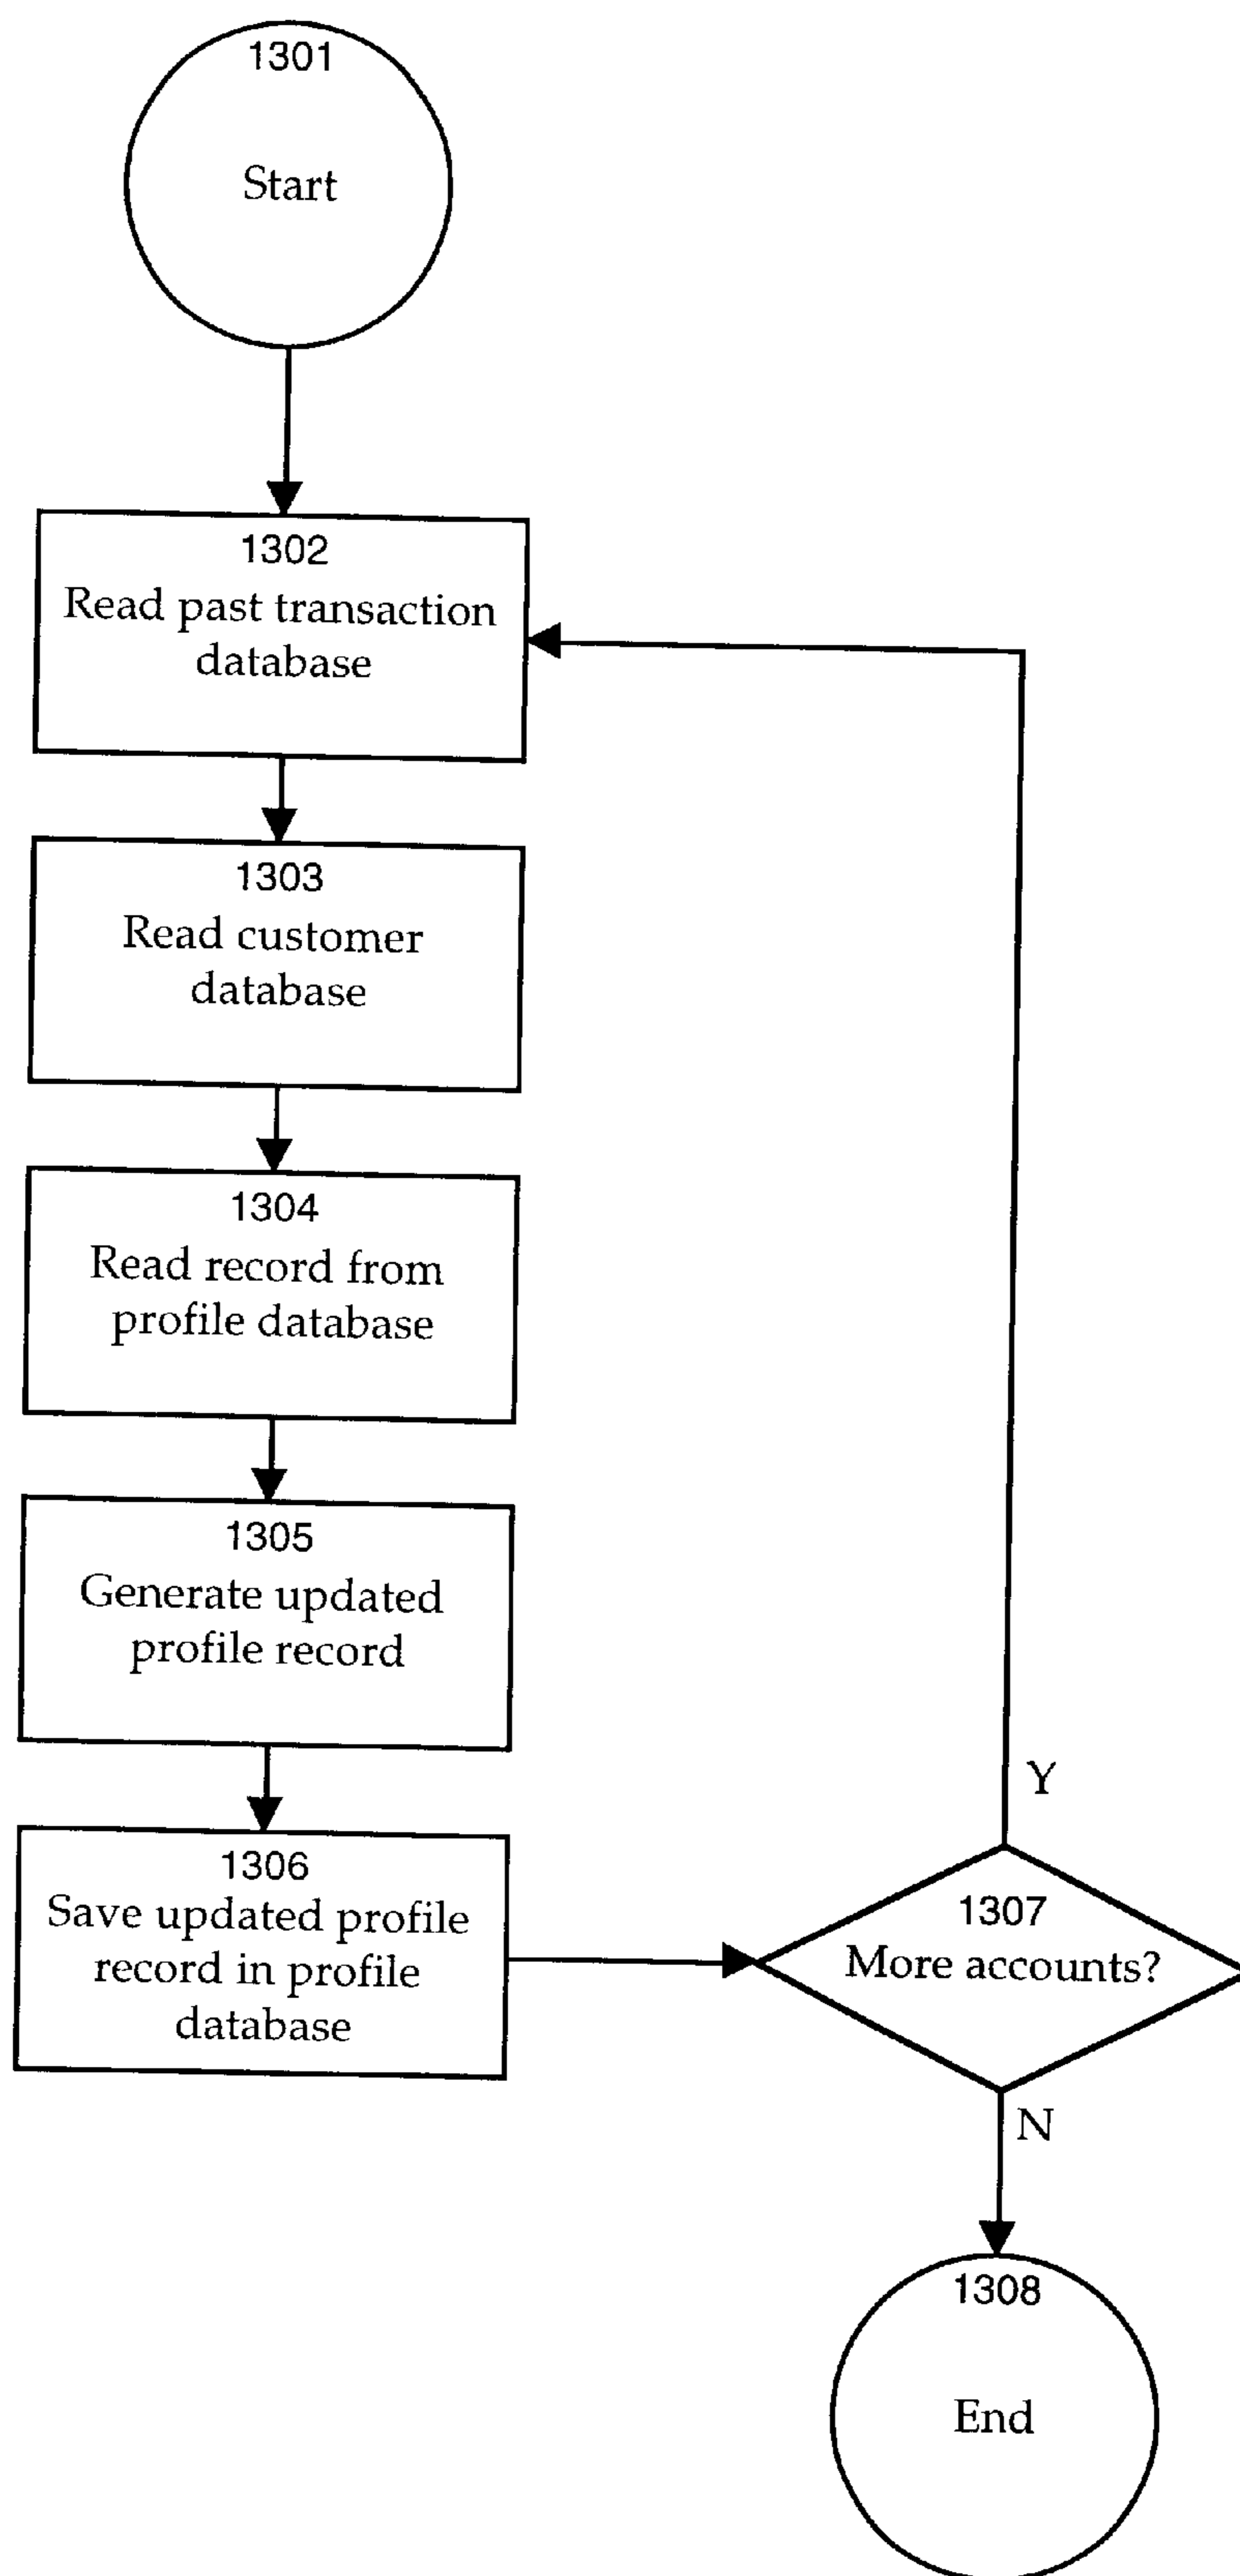 1301
Start
1302
Read past transaction
database
1303
Read customer
database
1304
Read record from
profile database
1305
Generate updated
profile record
1306
Save updated profile
record in profile
database
Y
1307
More accounts?
N
1308
End